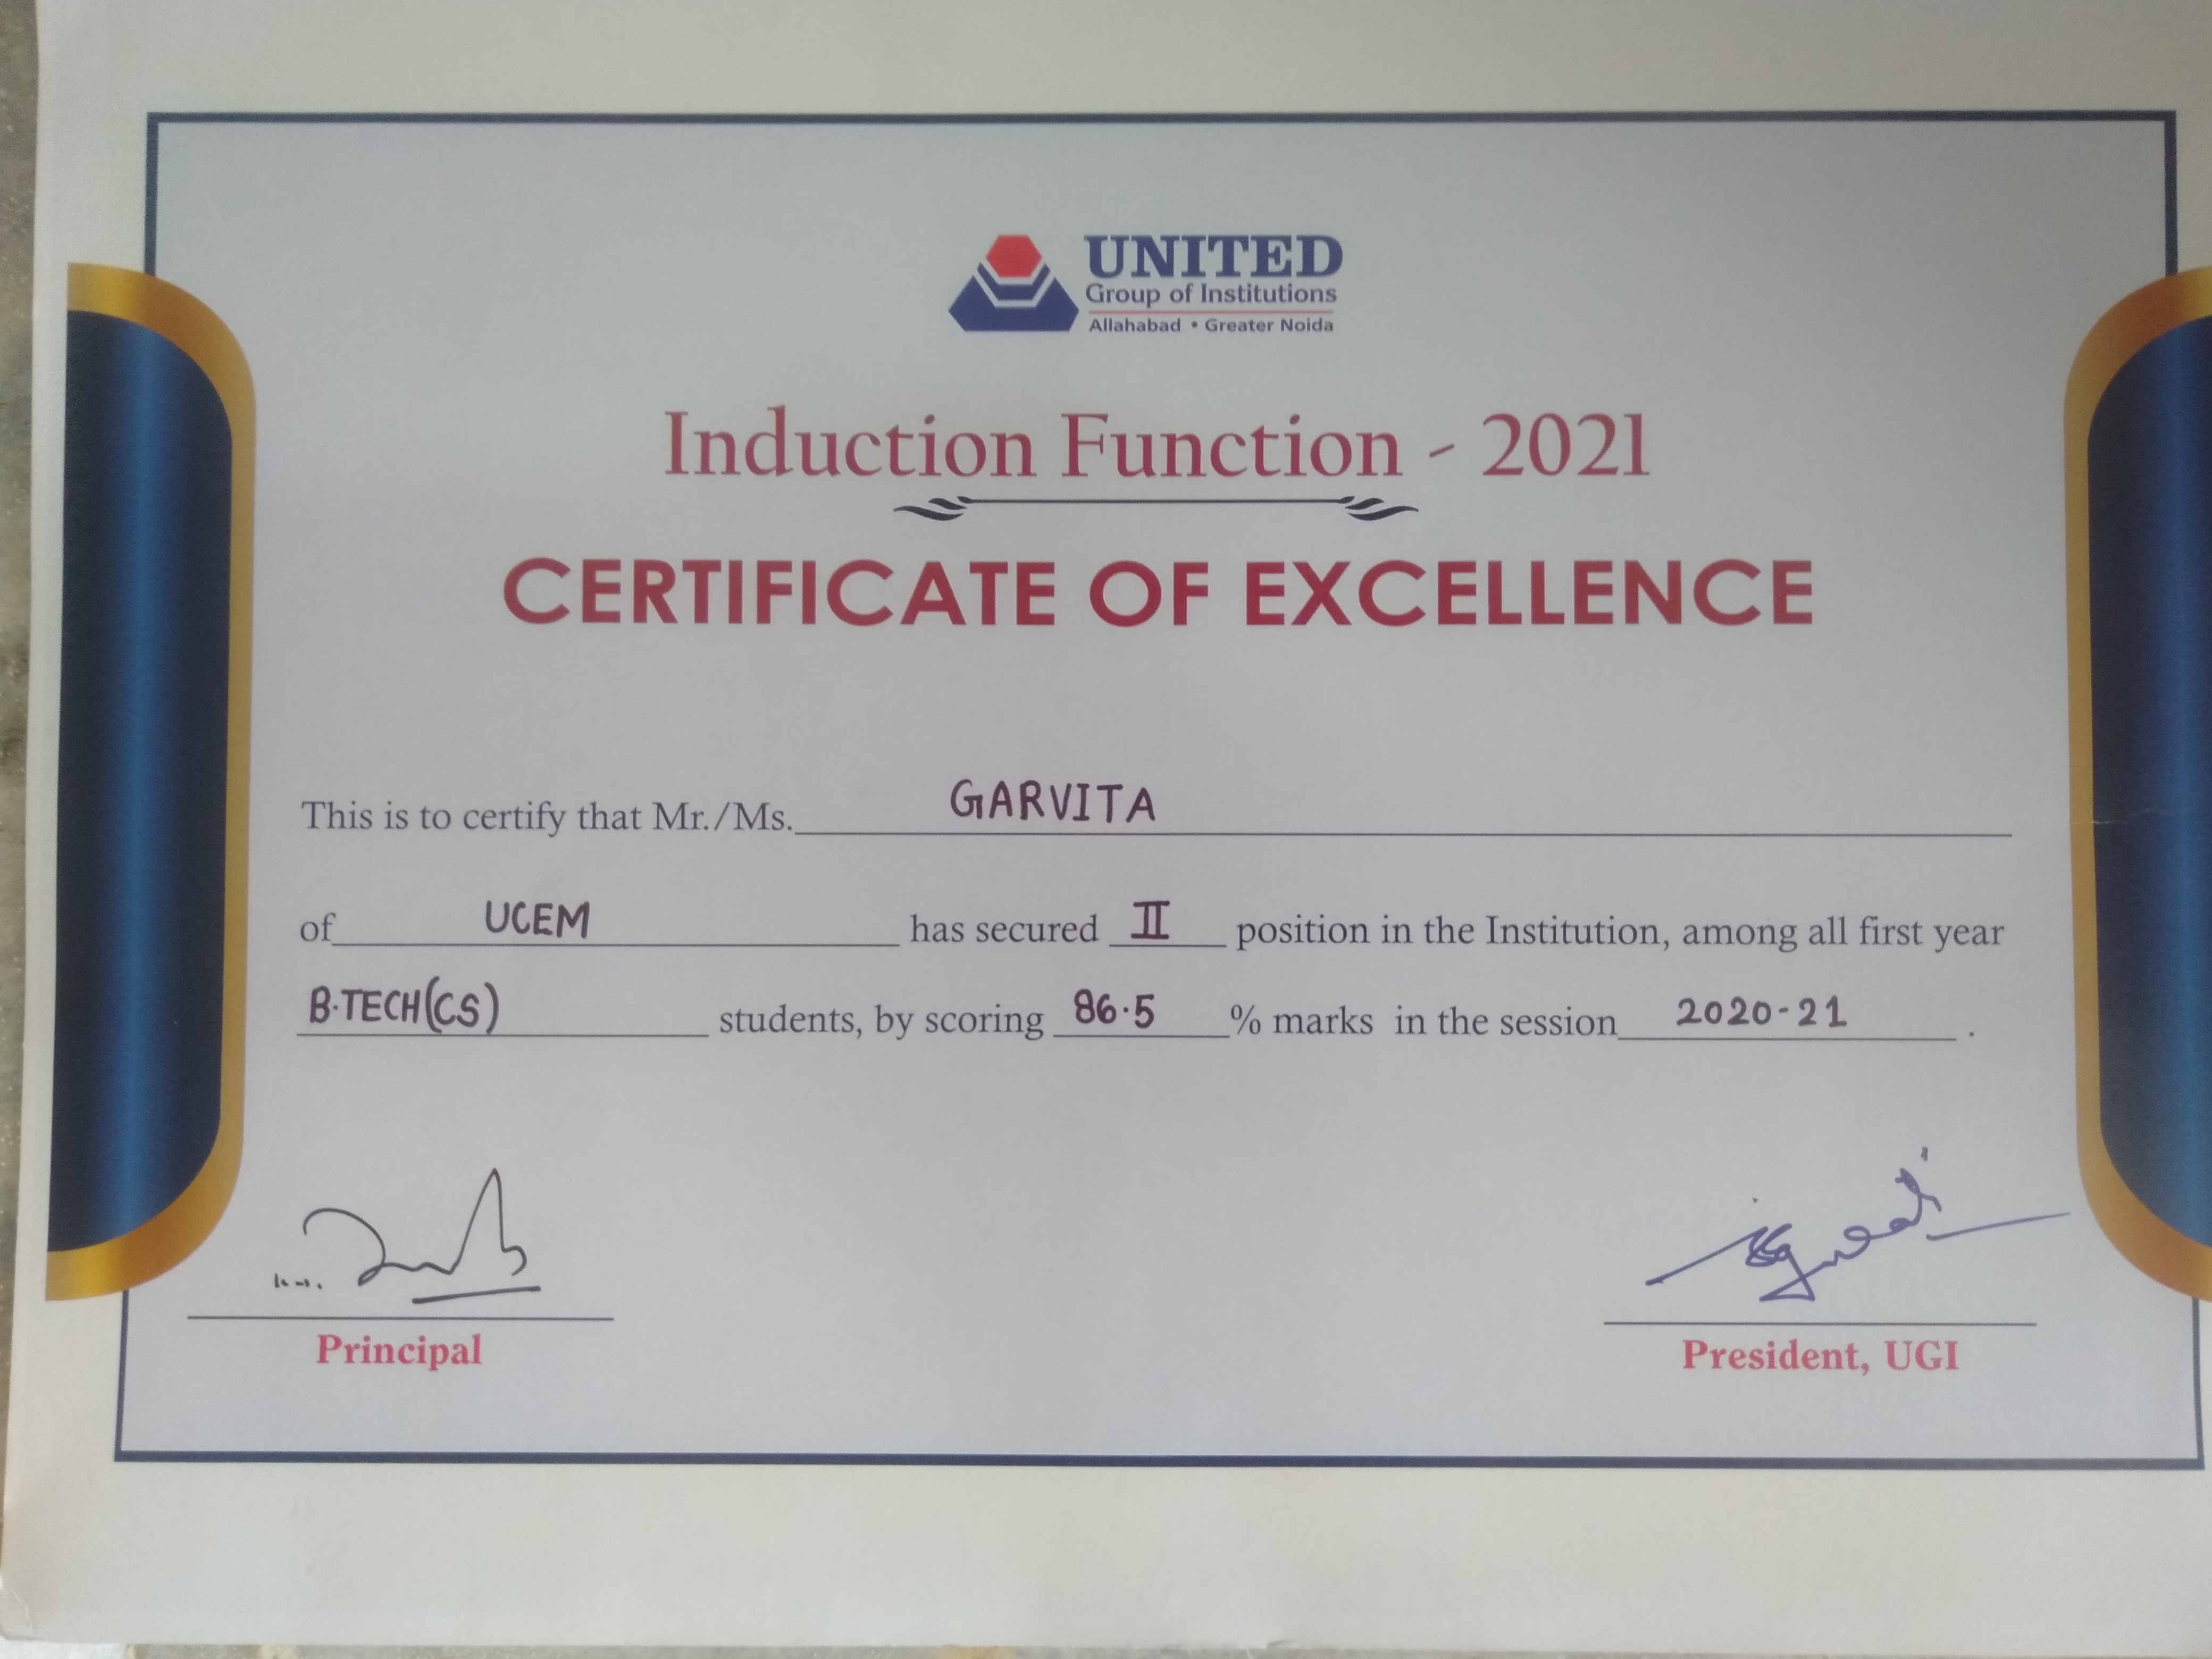 UNITED
Group of Institutions
Allahabad • Greater Noida
Induction Function - 2021
CERTIFICATE OF EXCELLENCE
This is to certify that Mr./Ms. GARVITA
of UCEM has secured II position in the Institution, among all first year
B.TECH(CS) students, by scoring 86.5 % marks in the session 2020-21 .
Principal
President, UGI